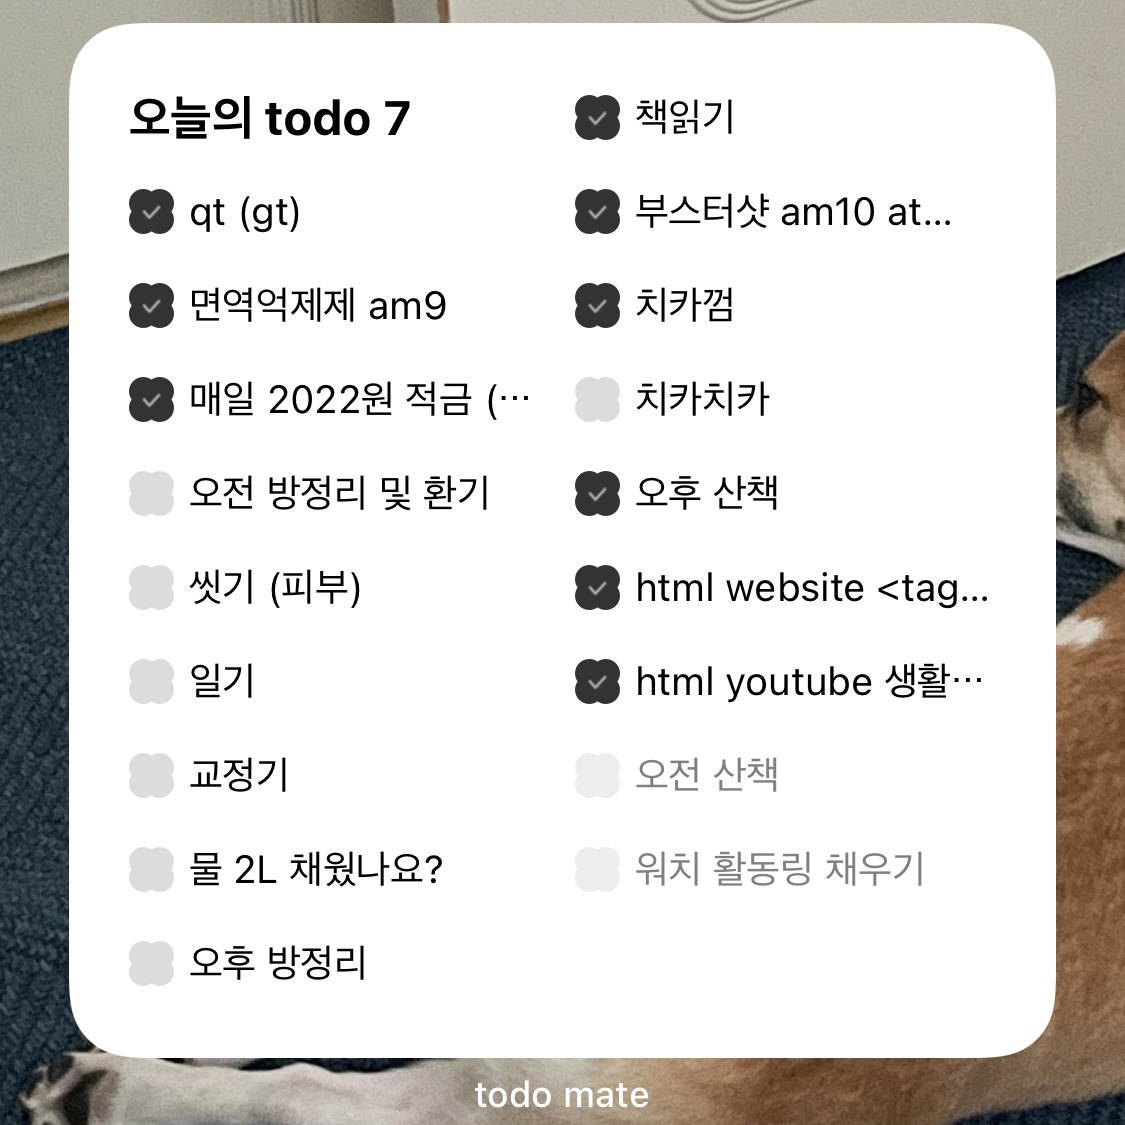 오늘의 todo 7
qt (gt)
면역억제제 am9
매일 2022원 적금 (…
오전 방정리 및 환기
씻기 (피부)
일기
교정기
물 2L 채웠나요?
오후 방정리
책읽기
부스터샷 am10 at...
치카껌
치카치카
오후 산책
html website <tag...
html youtube 생활…
오전 산책
워치 활동링 채우기
todo mate